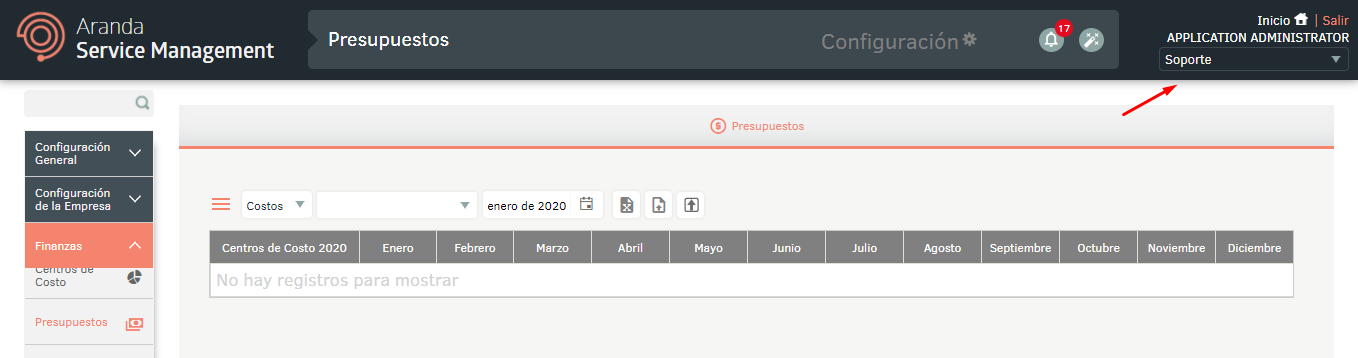 Aranda
Service Management
Presupuestos
Configuración
17
Inicio | Salir
APPLICATION ADMINISTRATOR
Soporte
Configuración
General
Configuración
de la Empresa
Finanzas
Centros de
Costo
Presupuestos
Presupuestos
Costos
enero de 2020
Centros de Costo 2020 Enero Febrero Marzo Abril Mayo Junio Julio Agosto Septiembre Octubre Noviembre Diciembre
No hay registros para mostrar